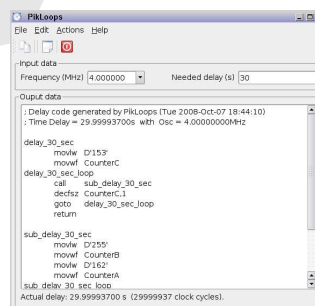 PikLoops
File Edit Actions Help
Input data
Frequency (MHz) 4.000000 Needed delay (s) 30
Ouput data
; Delay code generated by PikLoops (Tue 2008-Oct-07 18:44:10)
; Time Delay = 29.99993700s with Osc = 4.00000000MHz
delay_30_sec
movlw D'153'
movwf CounterC
delay_30_sec_loop
call sub_delay_30_sec
decfsz CounterC,1
goto delay_30_sec_loop
return
sub_delay_30_sec
movlw D'255'
movwf CounterB
movlw D'162'
movwf CounterA
sub_delay_30_sec_loop
Actual delay: 29.99993700 s (29999937 clock cycles).